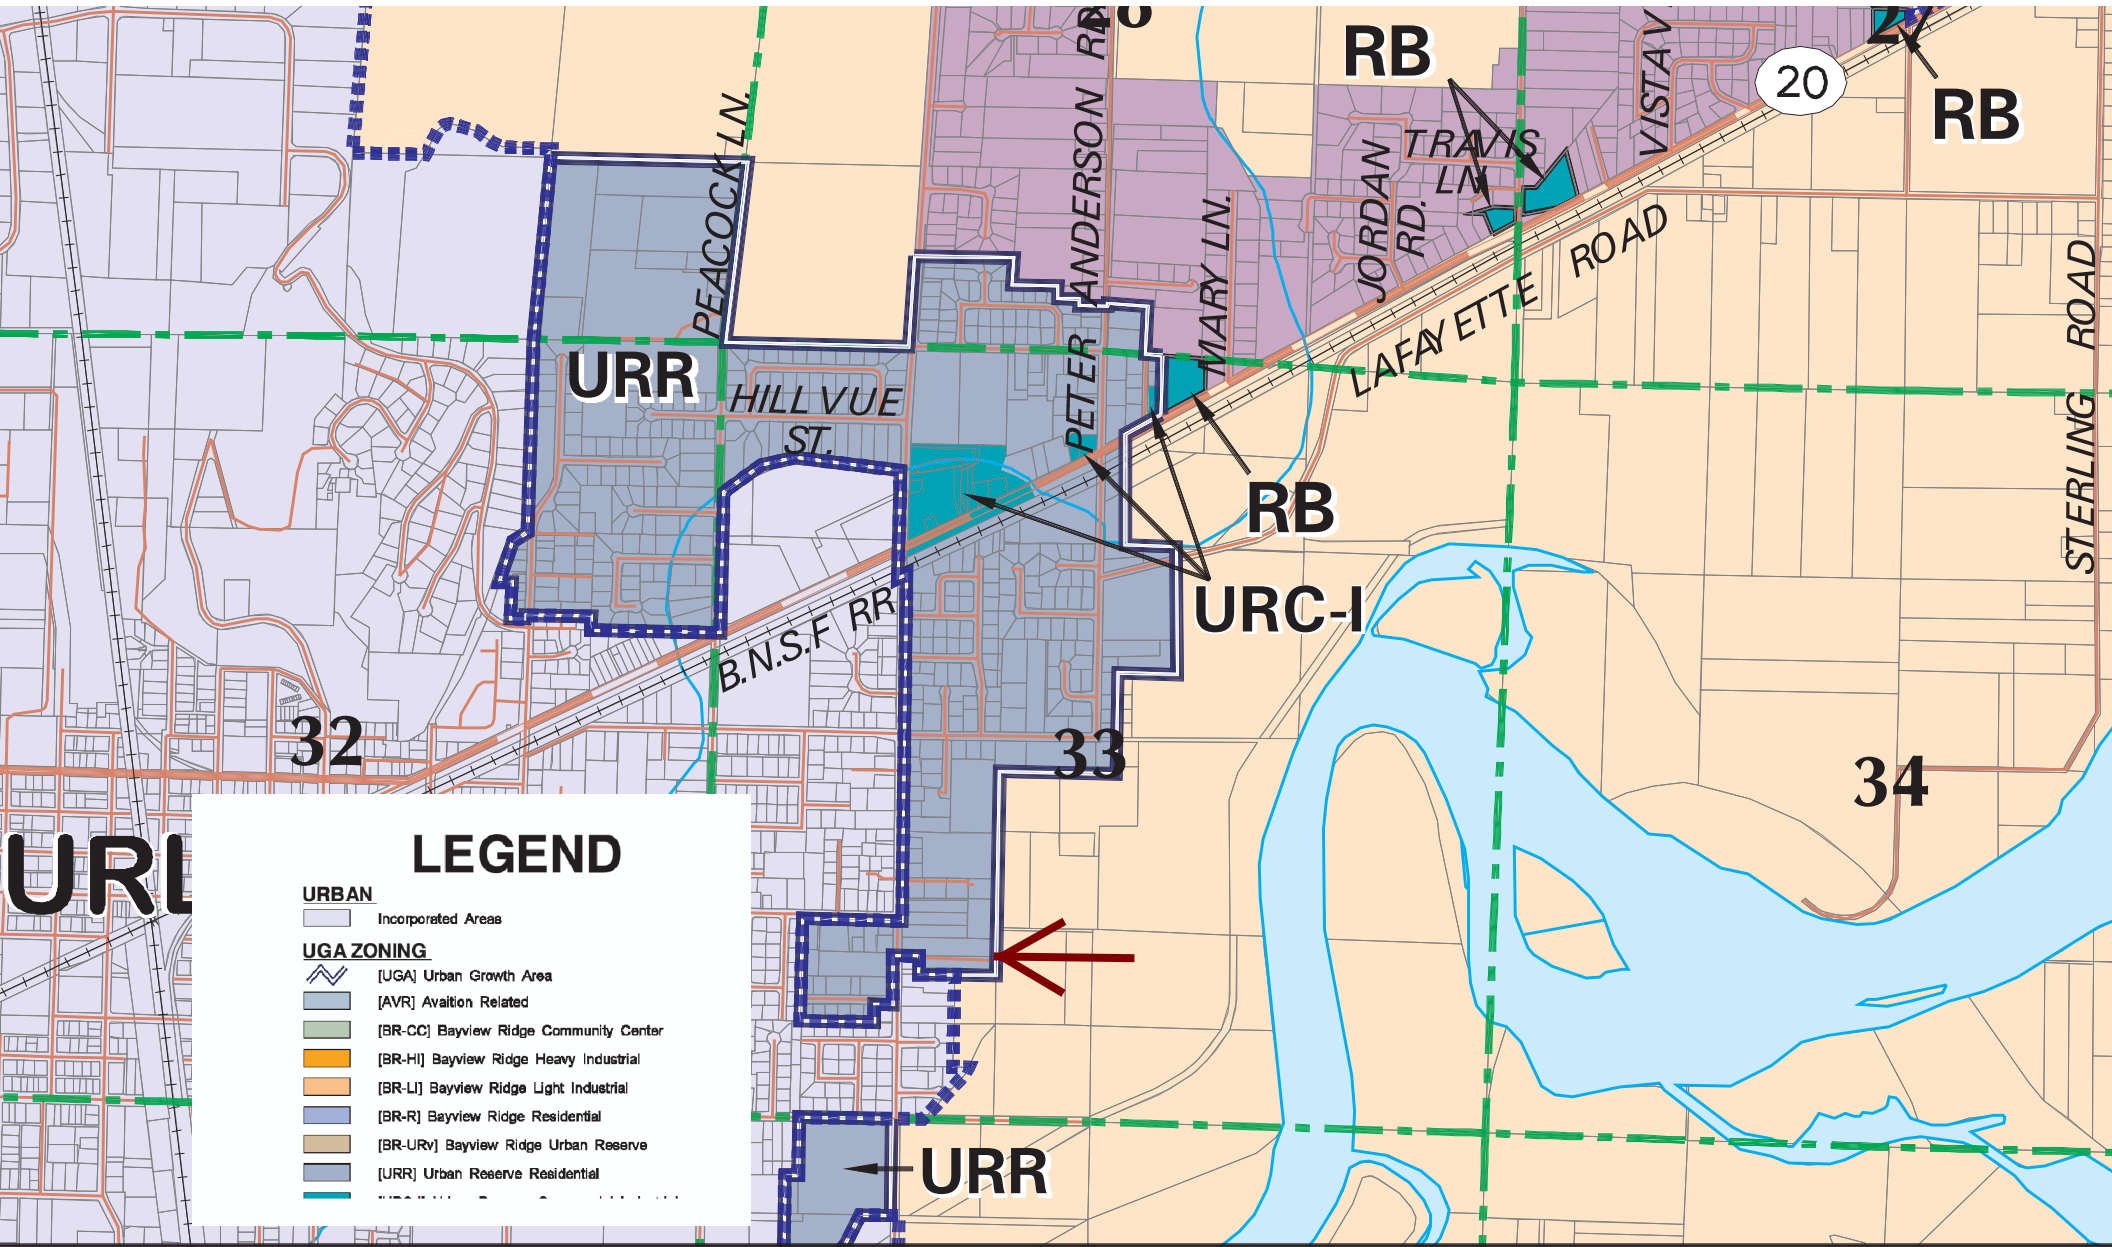 RB
20
RB
VISTA
PEACOCK LN.
ANDERSON RD
TRAVIS
LN
JORDAN
RD.
MARY LN.
LAFAYETTE ROAD
STERLING ROAD
URR
HILL VUE
ST.
PETER
RB
URC-I
B.N.S.F RR
32
33
34
URL
LEGEND
URBAN
Incorporated Areas
UGA ZONING
[UGA] Urban Growth Area
[AVR] Avaition Related
[BR-CC] Bayview Ridge Community Center
[BR-HI] Bayview Ridge Heavy Industrial
[BR-LI] Bayview Ridge Light Industrial
[BR-R] Bayview Ridge Residential
[BR-URv] Bayview Ridge Urban Reserve
[URR] Urban Reserve Residential
URR